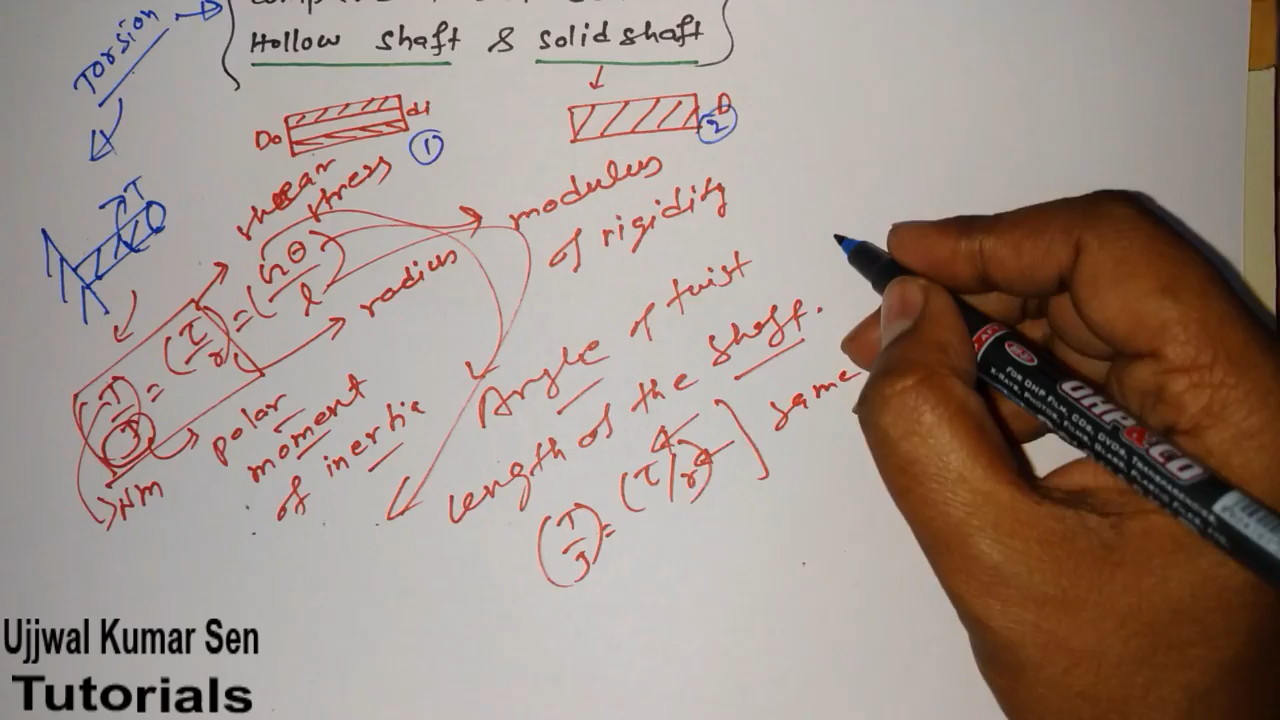 Torsion
Hollow shaft & solid shaft
Do
di
1
D
2
shear
stress
modulus
of rigidity
T
(T/J) = (τ/r) = (Gθ/l)
radius
Angle of twist
polar
moment
of inertia
Length of the shaft.
Nm
(T/J) = (τ/r)
same
OHP
Ujjwal Kumar Sen
Tutorials